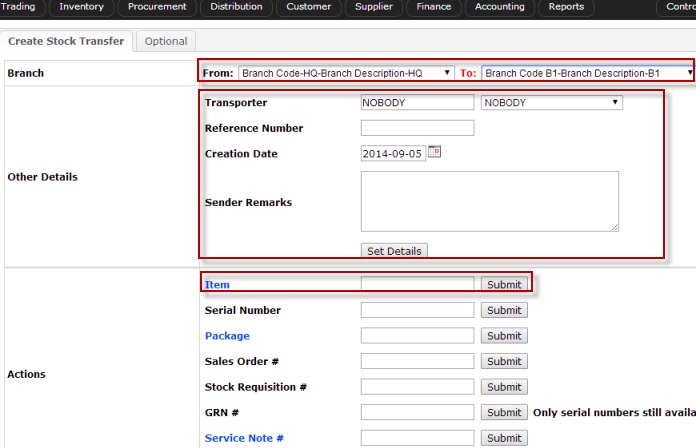 Trading Inventory Procurement Distribution Customer Supplier Finance Accounting Reports Contro
Create Stock Transfer Optional
Branch From: Branch Code-HQ-Branch Description-HQ To: Branch Code B1-Branch Description-B1
Transporter NOBODY NOBODY
Reference Number
Creation Date 2014-09-05
Other Details
Sender Remarks
Set Details
Item Submit
Serial Number Submit
Package Submit
Sales Order # Submit
Actions
Stock Requisition # Submit
GRN # Submit Only serial numbers still availa
Service Note # Submit